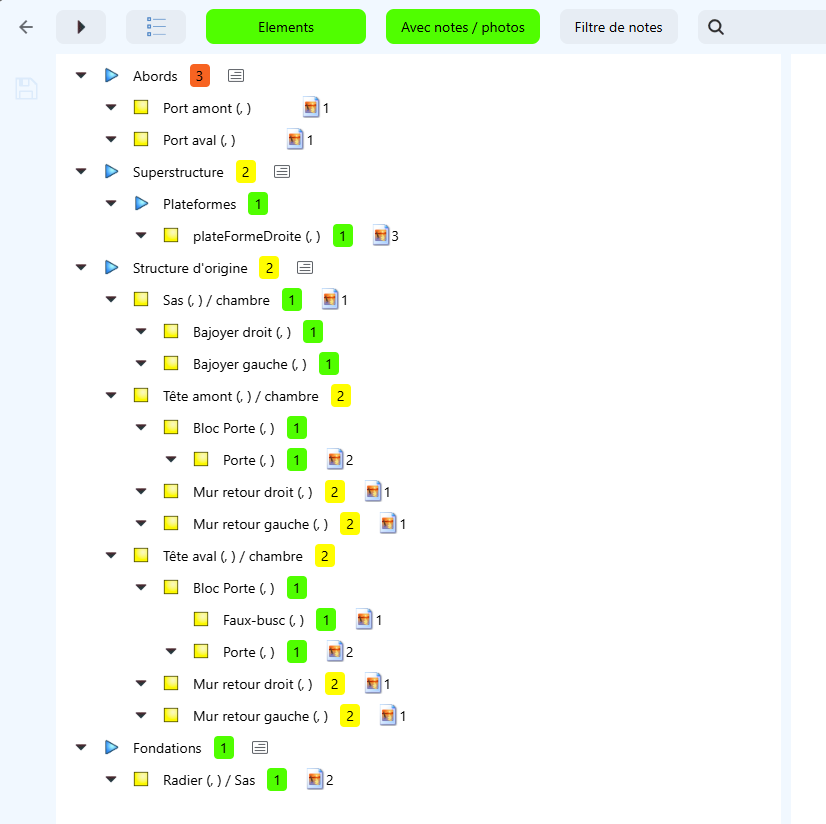 Elements Avec notes / photos Filtre de notes
Abords 3
Port amont (, ) 1
Port aval (, ) 1
Superstructure 2
Plateformes 1
plateFormeDroite (, ) 1 3
Structure d'origine 2
Sas (, ) / chambre 1 1
Bajoyer droit (, ) 1
Bajoyer gauche (, ) 1
Tête amont (, ) / chambre 2
Bloc Porte (, ) 1
Porte (, ) 1 2
Mur retour droit (, ) 2 1
Mur retour gauche (, ) 2 1
Tête aval (, ) / chambre 2
Bloc Porte (, ) 1
Faux-busc (, ) 1 1
Porte (, ) 1 2
Mur retour droit (, ) 2 1
Mur retour gauche (, ) 2 1
Fondations 1
Radier (, ) / Sas 1 2